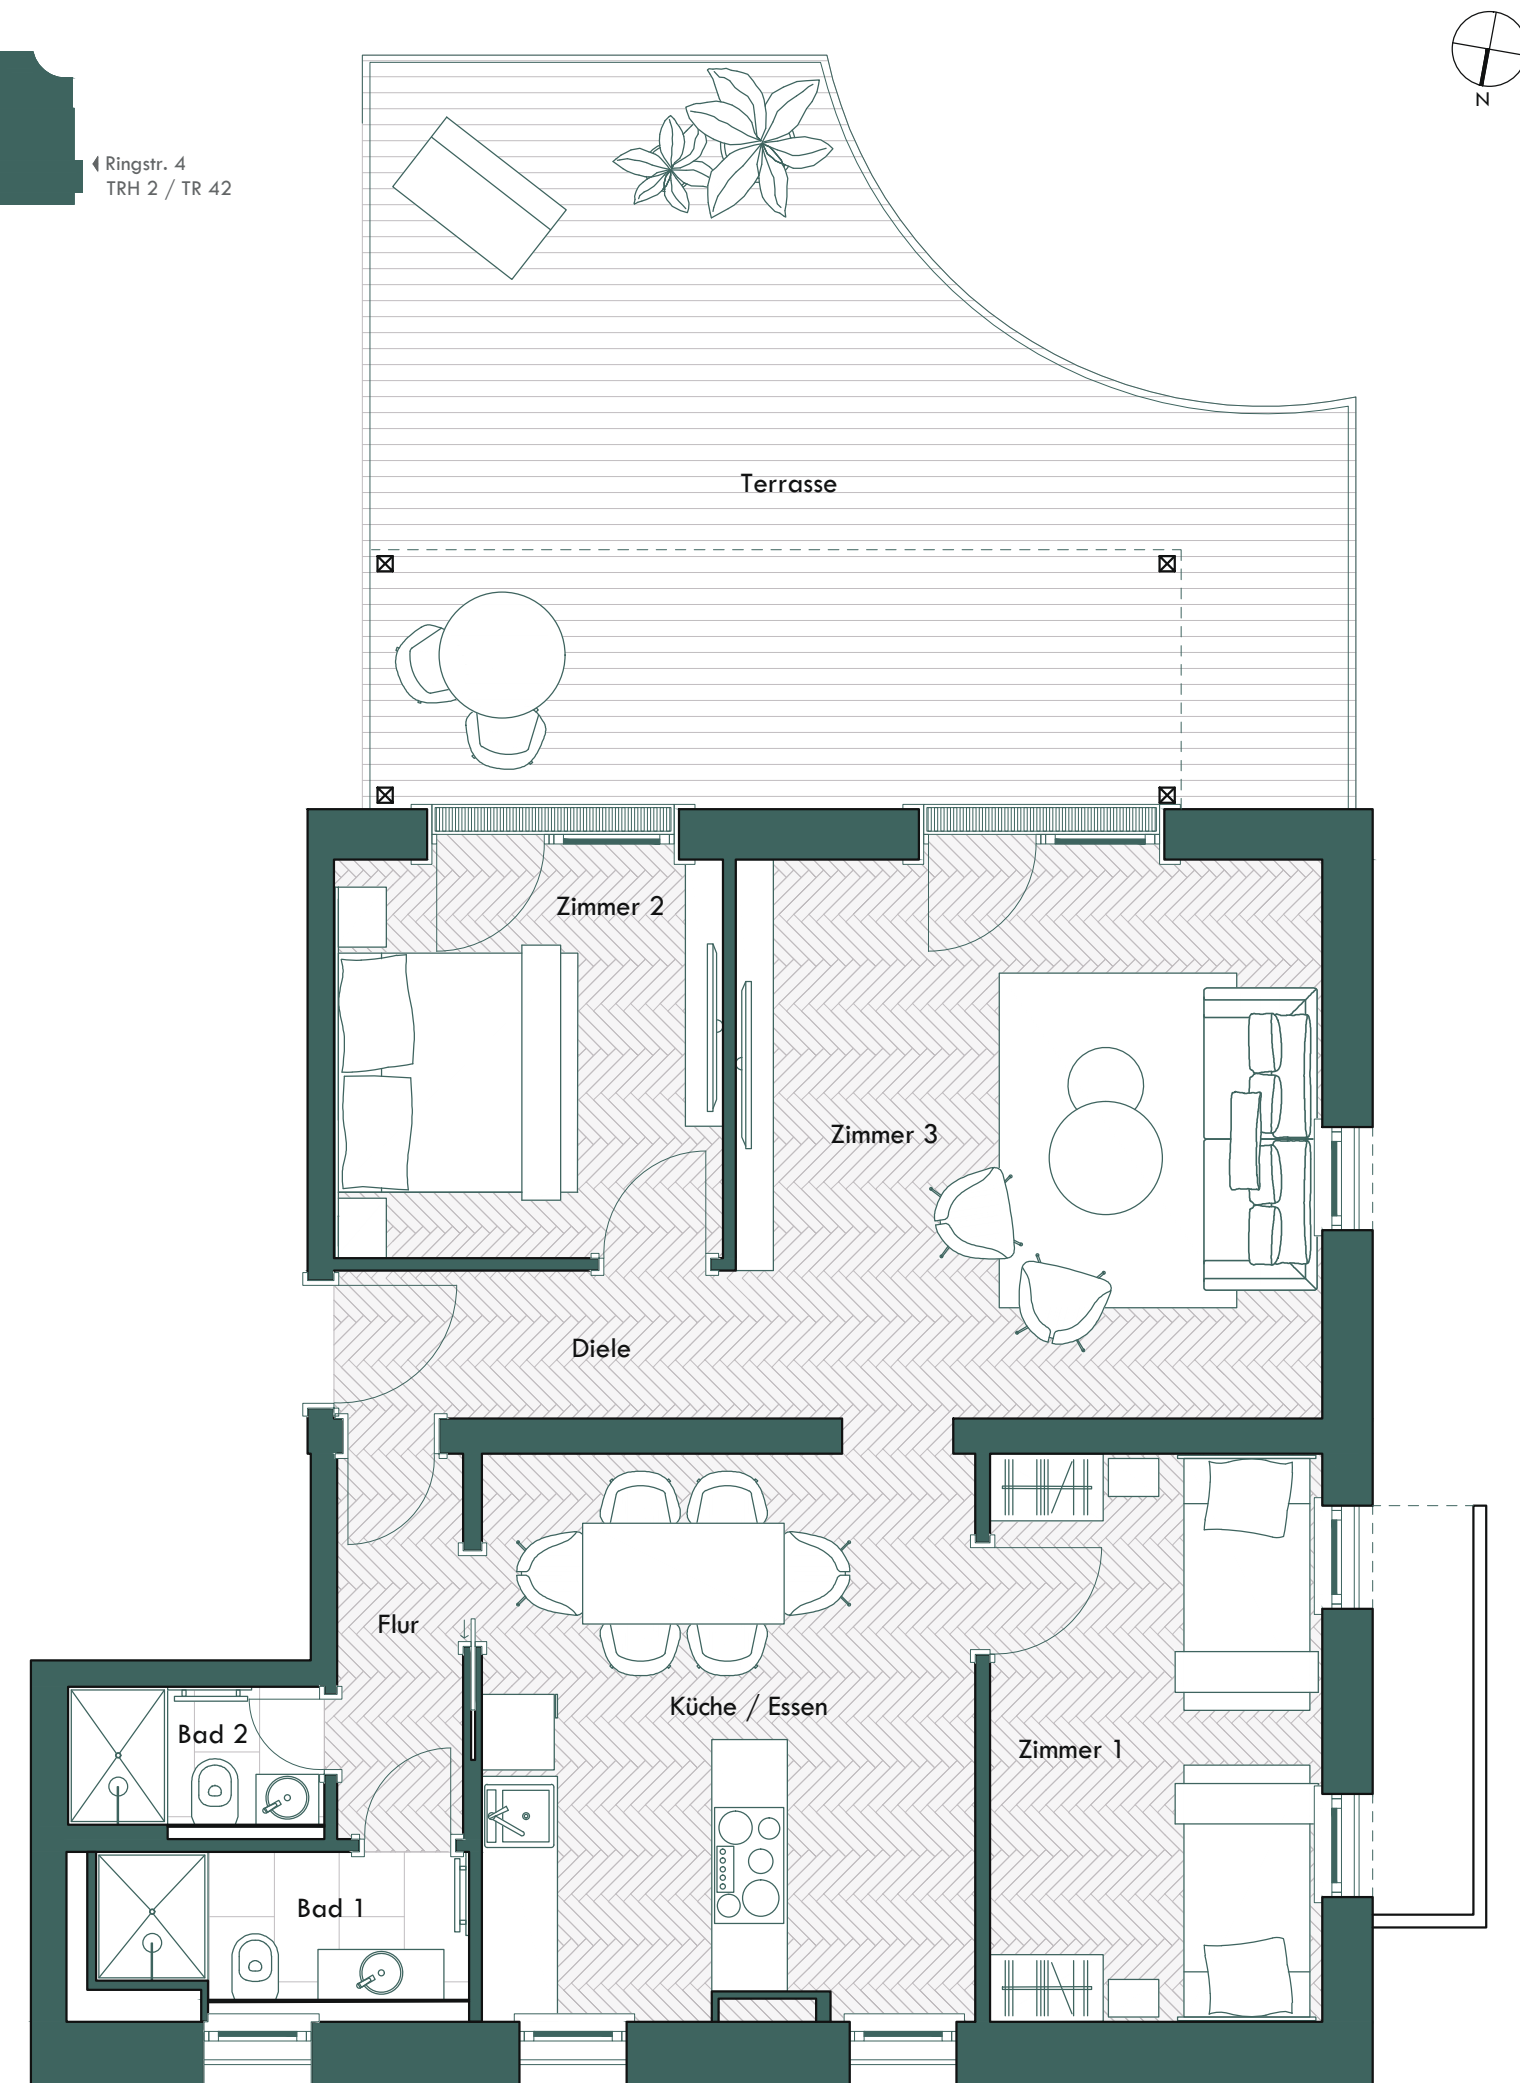 N
Ringstr. 4
TRH 2 / TR 42
Terrasse
Zimmer 2
Zimmer 3
Diele
Flur
Küche / Essen
Bad 2
Zimmer 1
Bad 1